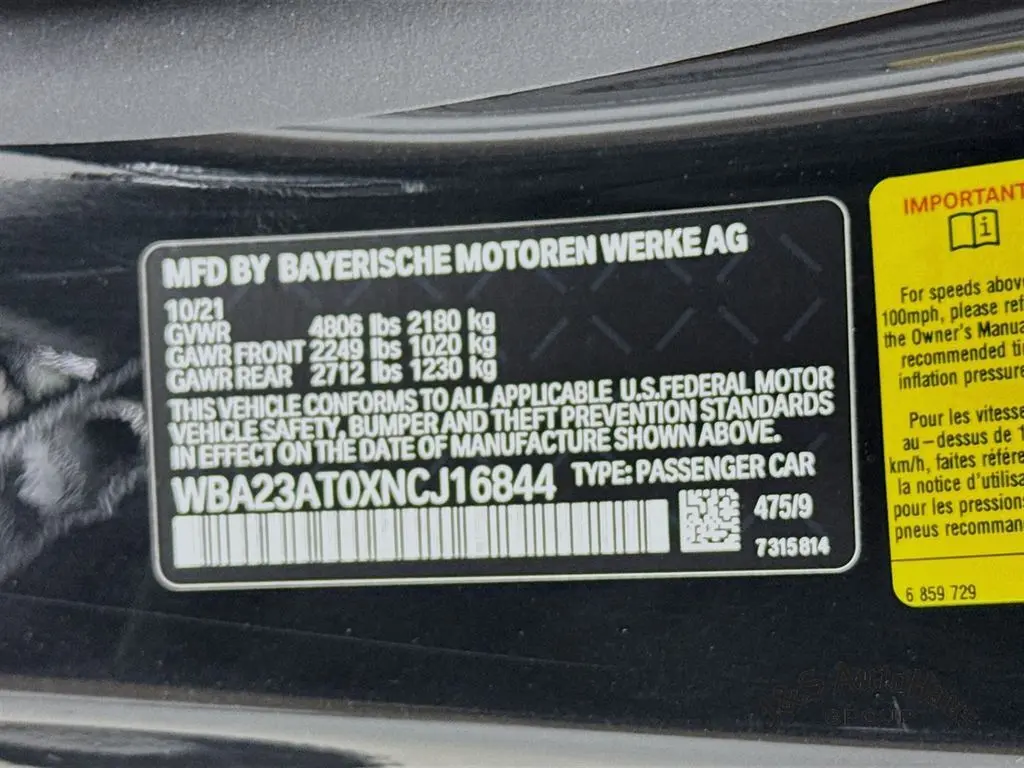 MFD BY BAYERISCHE MOTOREN WERKE AG
10/21
GVWR 4806 lbs 2180 kg
GAWR FRONT 2249 lbs 1020 kg
GAWR REAR 2712 lbs 1230 kg
THIS VEHICLE CONFORMS TO ALL APPLICABLE U.S.FEDERAL MOTOR
VEHICLE SAFETY, BUMPER AND THEFT PREVENTION STANDARDS
IN EFFECT ON THE DATE OF MANUFACTURE SHOWN ABOVE.
WBA23AT0XNCJ16844 TYPE: PASSENGER CAR
475/9
7315814
IMPORTANT
For speeds above
100mph, please ref
the Owner's Manua
recommended ti
inflation pressure
Pour les vitesse
au-dessus de 1
km/h, faites référe
la notice d'utilisa
pour les pressions
pneus recomman
6 859 729